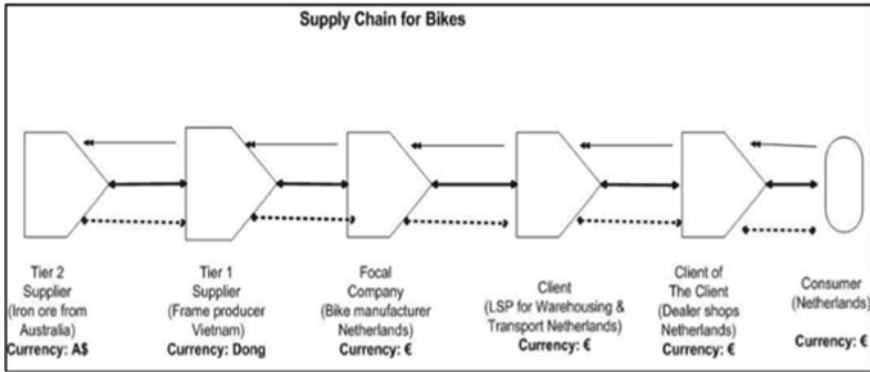 Supply Chain for Bikes
Tier 2
Supplier
(Iron ore from
Australia)
Currency: A$
Tier 1
Supplier
(Frame producer
Vietnam)
Currency: Dong
Focal
Company
(Bike manufacturer
Netherlands)
Currency: €
Client
(LSP for Warehousing &
Transport Netherlands)
Currency: €
Client of
The Client
(Dealer shops
Netherlands)
Currency: €
Consumer
(Netherlands)
Currency: €